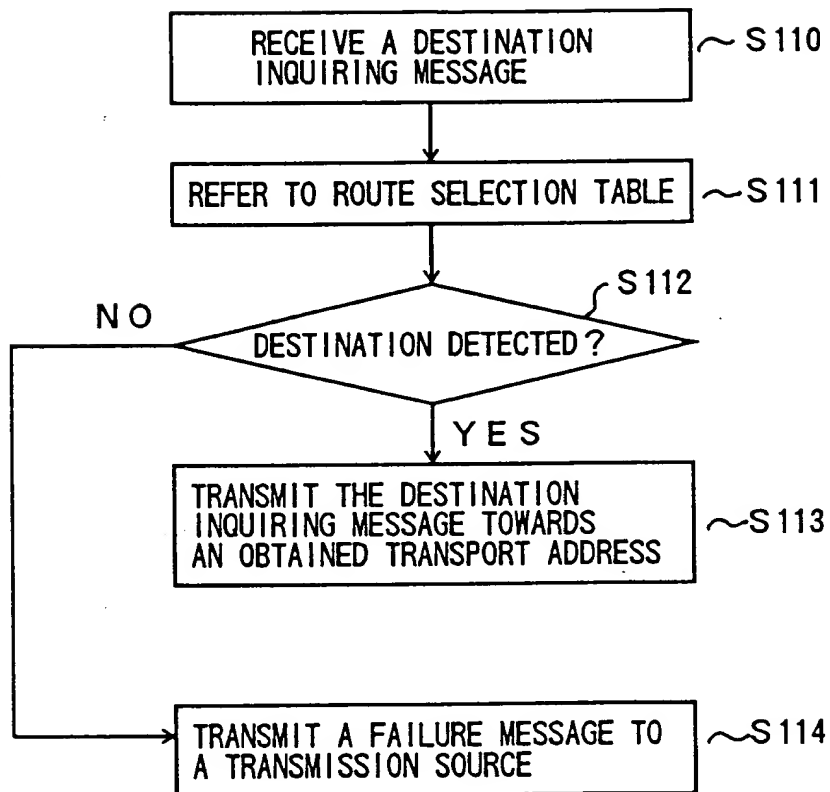 RECEIVE A DESTINATION
INQUIRING MESSAGE
S110
REFER TO ROUTE SELECTION TABLE
S111
S112
NO
DESTINATION DETECTED?
YES
TRANSMIT THE DESTINATION
INQUIRING MESSAGE TOWARDS
AN OBTAINED TRANSPORT ADDRESS
S113
TRANSMIT A FAILURE MESSAGE TO
A TRANSMISSION SOURCE
S114